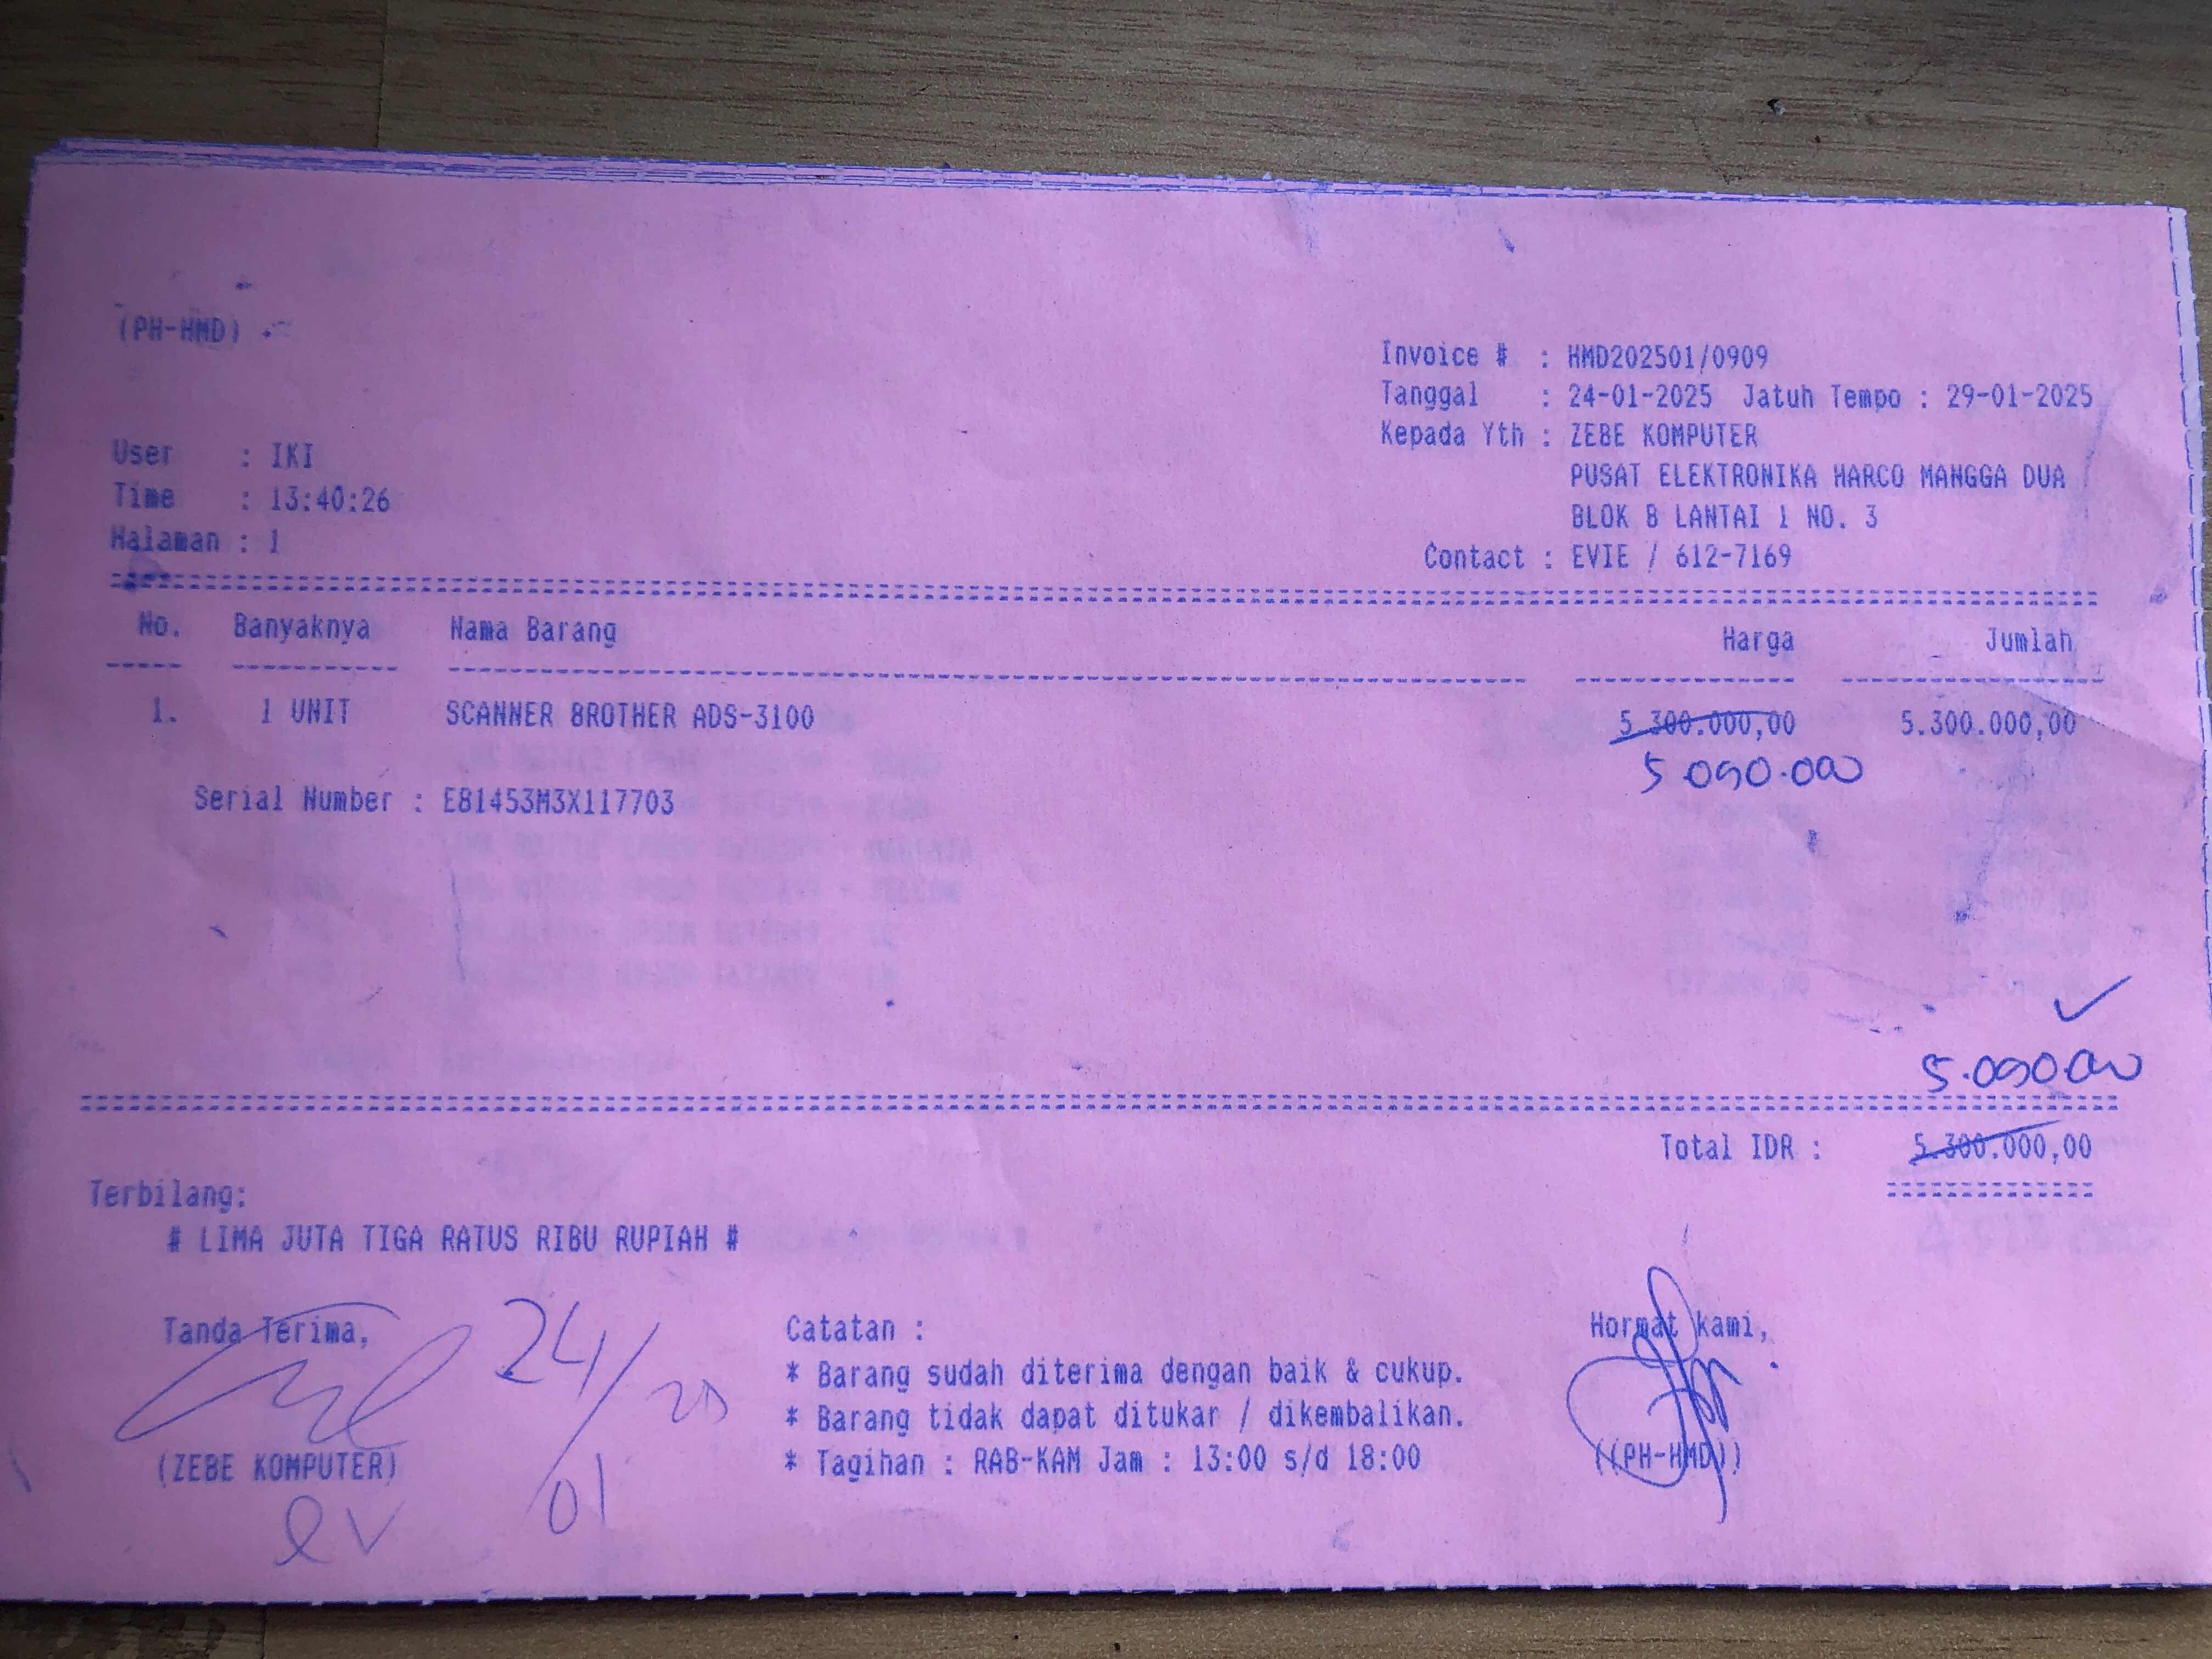 (PH-HMD)
Invoice # : HMD202501/0909
Tanggal : 24-01-2025 Jatuh Tempo : 29-01-2025
Kepada Yth : ZEBE KOMPUTER
PUSAT ELEKTRONIKA HARCO MANGGA DUA
BLOK B LANTAI 1 NO. 3
Contact : EVIE / 612-7169
User : IKI
Time : 13:40:26
Halaman : 1
No. Banyaknya Nama Barang Harga Jumlah
1. 1 UNIT SCANNER BROTHER ADS-3100 5.300.000,00 5.300.000,00
5 090.000
Serial Number : E81453M3X117703
5.090.000
Total IDR : 5.300.000,00
Terbilang:
# LIMA JUTA TIGA RATUS RIBU RUPIAH #
Tanda Terima,
24/01
Catatan :
* Barang sudah diterima dengan baik & cukup.
* Barang tidak dapat ditukar / dikembalikan.
* Tagihan : RAB-KAM Jam : 13:00 s/d 18:00
Hormat kami,
(ZEBE KOMPUTER)
((PH-HMD))